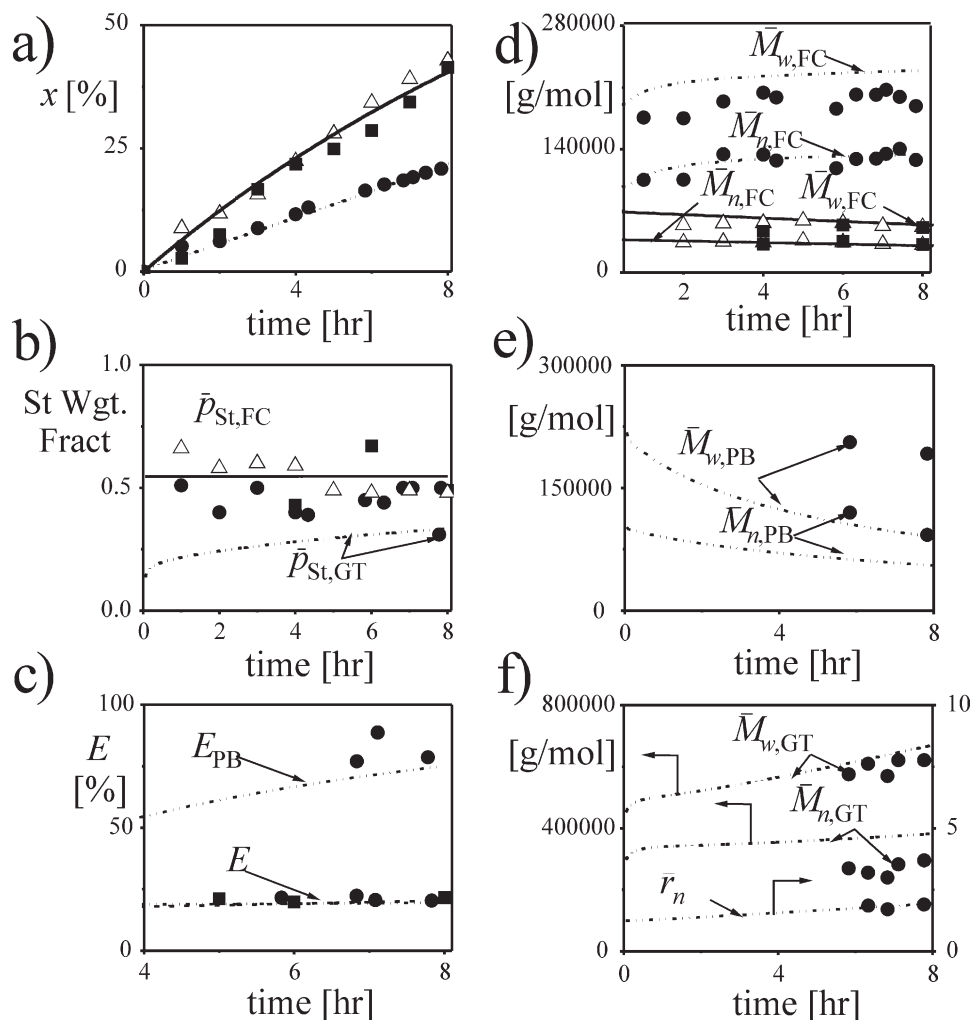 a)
50
x [%]
25
0
0
4
8
time [hr]
b)
1.0
St Wgt.
Fract
p̄St,FC
0.5
p̄St,GT
0.0
0
2
4
6
8
time [hr]
c)
100
E
[%]
EPB
50
E
0
4
6
8
time [hr]
d)
280000
[g/mol]
M̄w,FC
140000
M̄n,FC
M̄n,FC
M̄w,FC
0
2
4
6
8
time [hr]
e)
300000
[g/mol]
M̄w,PB
150000
M̄n,PB
0
0
4
8
time [hr]
f)
800000
10
[g/mol]
M̄w,GT
M̄n,GT
400000
5
r̄n
0
0
0
4
8
time [hr]